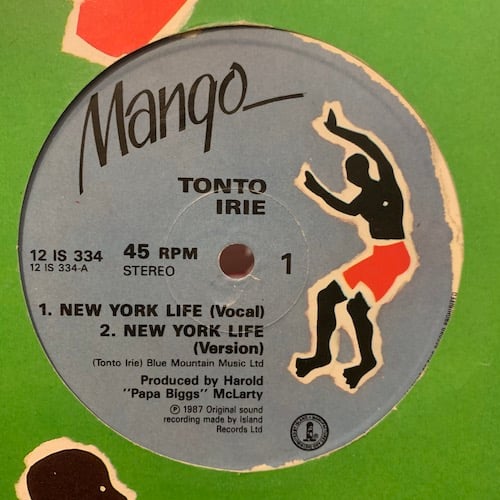 Mango
TONTO
IRIE
12 IS 334
12 IS 334-A
45 RPM
STEREO
1
1. NEW YORK LIFE (Vocal)
2. NEW YORK LIFE
(Version)
(Tonto Irie) Blue Mountain Music Ltd
Produced by Harold
"Papa Biggs" McLarty
Ⓟ 1987 Original sound
recording made by Island
Records Ltd
PROHIBITED